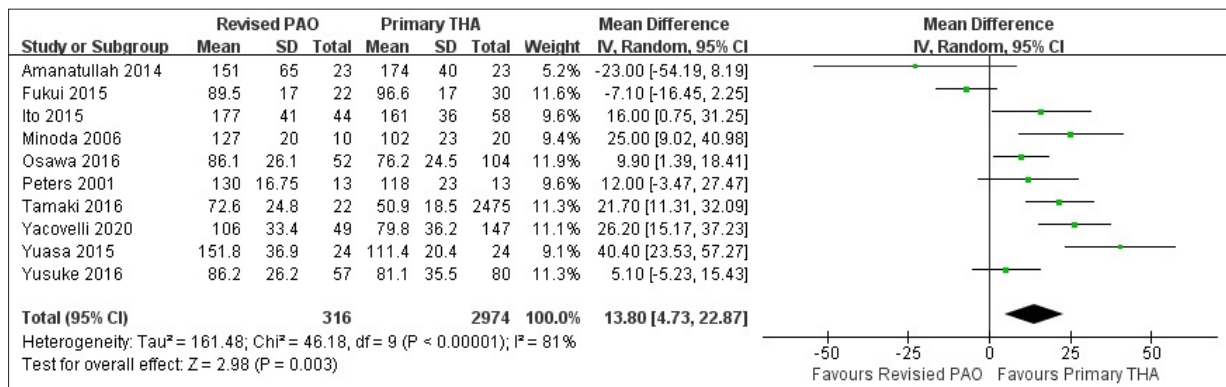 Revised PAO Primary THA Mean Difference Mean Difference
Study or Subgroup Mean SD Total Mean SD Total Weight IV, Random, 95% CI IV, Random, 95% CI
Amanatullah 2014 151 65 23 174 40 23 5.2% -23.00 [-54.19, 8.19]
Fukui 2015 89.5 17 22 96.6 17 30 11.6% -7.10 [-16.45, 2.25]
Ito 2015 177 41 44 161 36 58 9.6% 16.00 [0.75, 31.25]
Minoda 2006 127 20 10 102 23 20 9.4% 25.00 [9.02, 40.98]
Osawa 2016 86.1 26.1 52 76.2 24.5 104 11.9% 9.90 [1.39, 18.41]
Peters 2001 130 16.75 13 118 23 13 9.6% 12.00 [-3.47, 27.47]
Tamaki 2016 72.6 24.8 22 50.9 18.5 2475 11.3% 21.70 [11.31, 32.09]
Yacovelli 2020 106 33.4 49 79.8 36.2 147 11.1% 26.20 [15.17, 37.23]
Yuasa 2015 151.8 36.9 24 111.4 20.4 24 9.1% 40.40 [23.53, 57.27]
Yusuke 2016 86.2 26.2 57 81.1 35.5 80 11.3% 5.10 [-5.23, 15.43]
Total (95% CI) 316 2974 100.0% 13.80 [4.73, 22.87]
Heterogeneity: Tau² = 161.48; Chi² = 46.18, df = 9 (P < 0.00001); I² = 81%
Test for overall effect: Z = 2.98 (P = 0.003)
-50 -25 0 25 50
Favours Revisied PAO Favours Primary THA